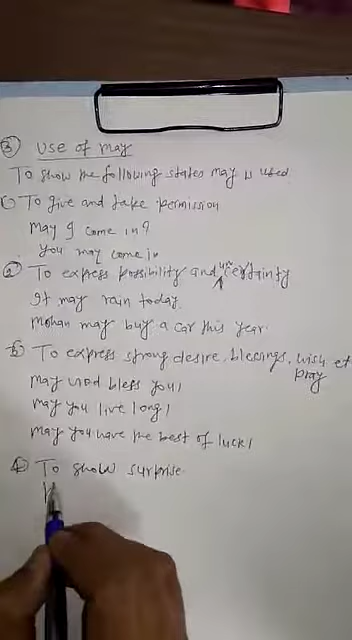 ③ Use of may
To show the following states may is used
① To give and take permission
May I come in?
You may come in
② To express possibility and uncertainty
It may rain today.
Mohan may buy a car this year.
③ To express strong desire, blessings, wish et
pray
May God bless you!
May you live long!
May you have the best of luck!
④ To show surprise.